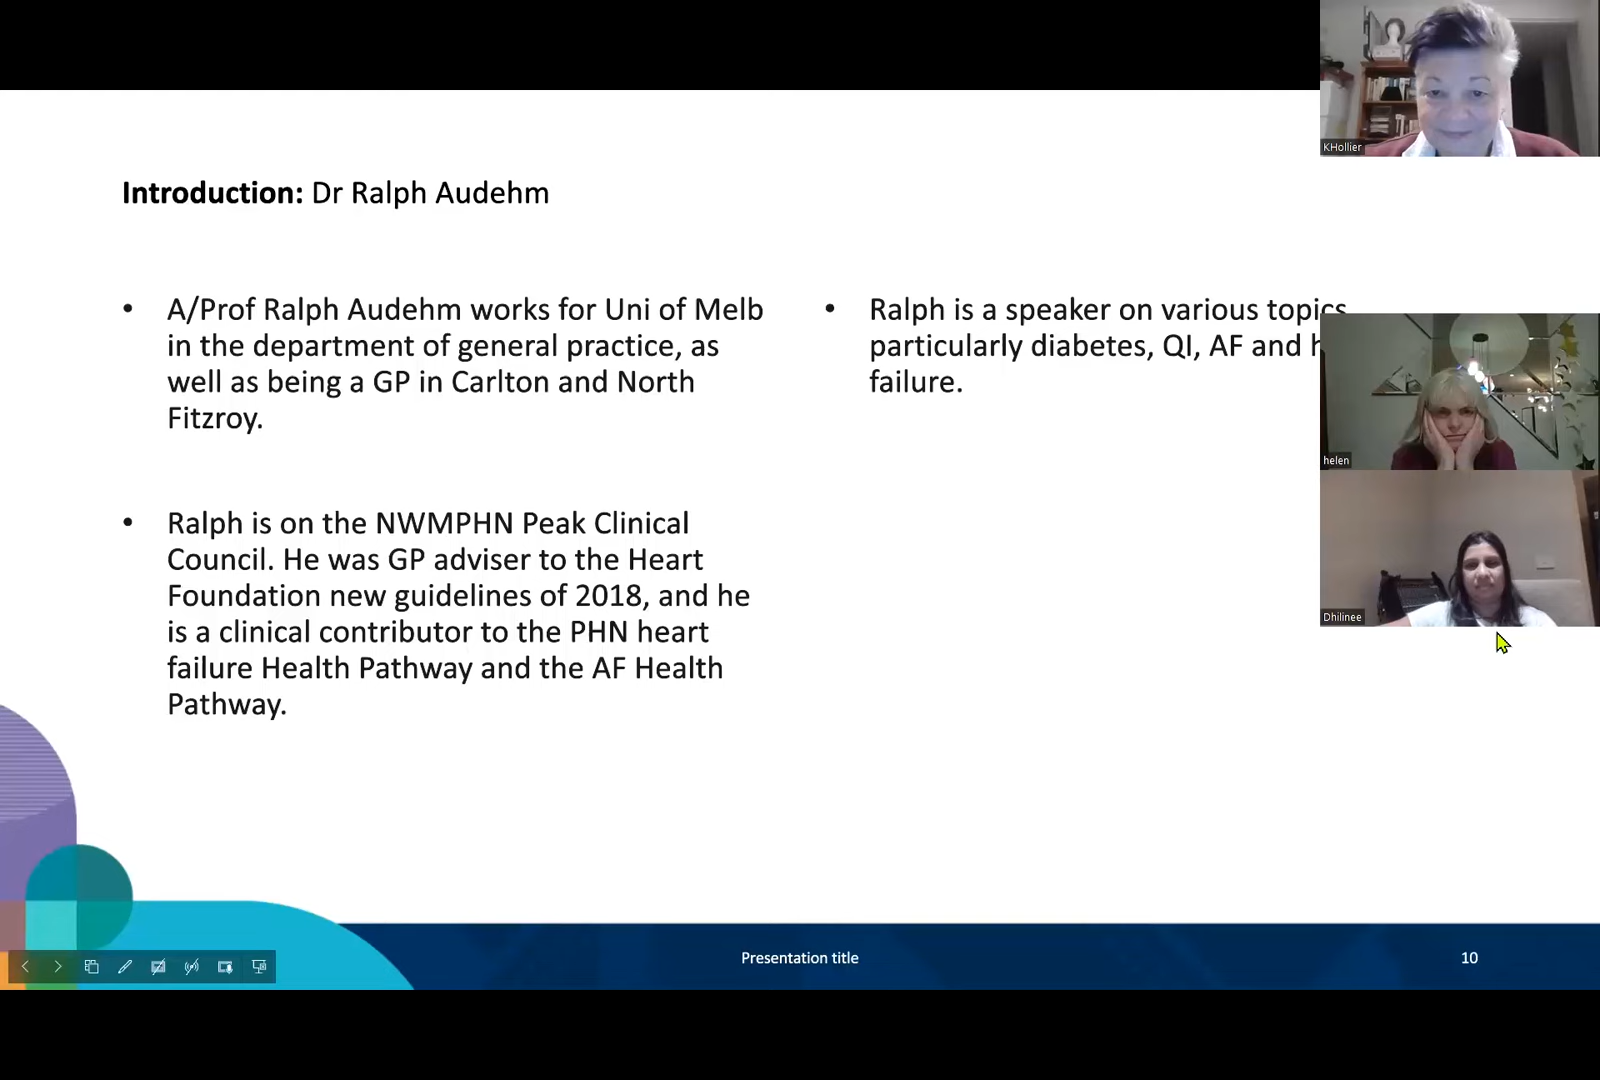 Introduction: Dr Ralph Audehm
• A/Prof Ralph Audehm works for Uni of Melb
in the department of general practice, as
well as being a GP in Carlton and North
Fitzroy.
• Ralph is on the NWMPHN Peak Clinical
Council. He was GP adviser to the Heart
Foundation new guidelines of 2018, and he
is a clinical contributor to the PHN heart
failure Health Pathway and the AF Health
Pathway.
• Ralph is a speaker on various topics
particularly diabetes, QI, AF and
failure.
KHollier
helen
Dhilinee
Presentation title
10